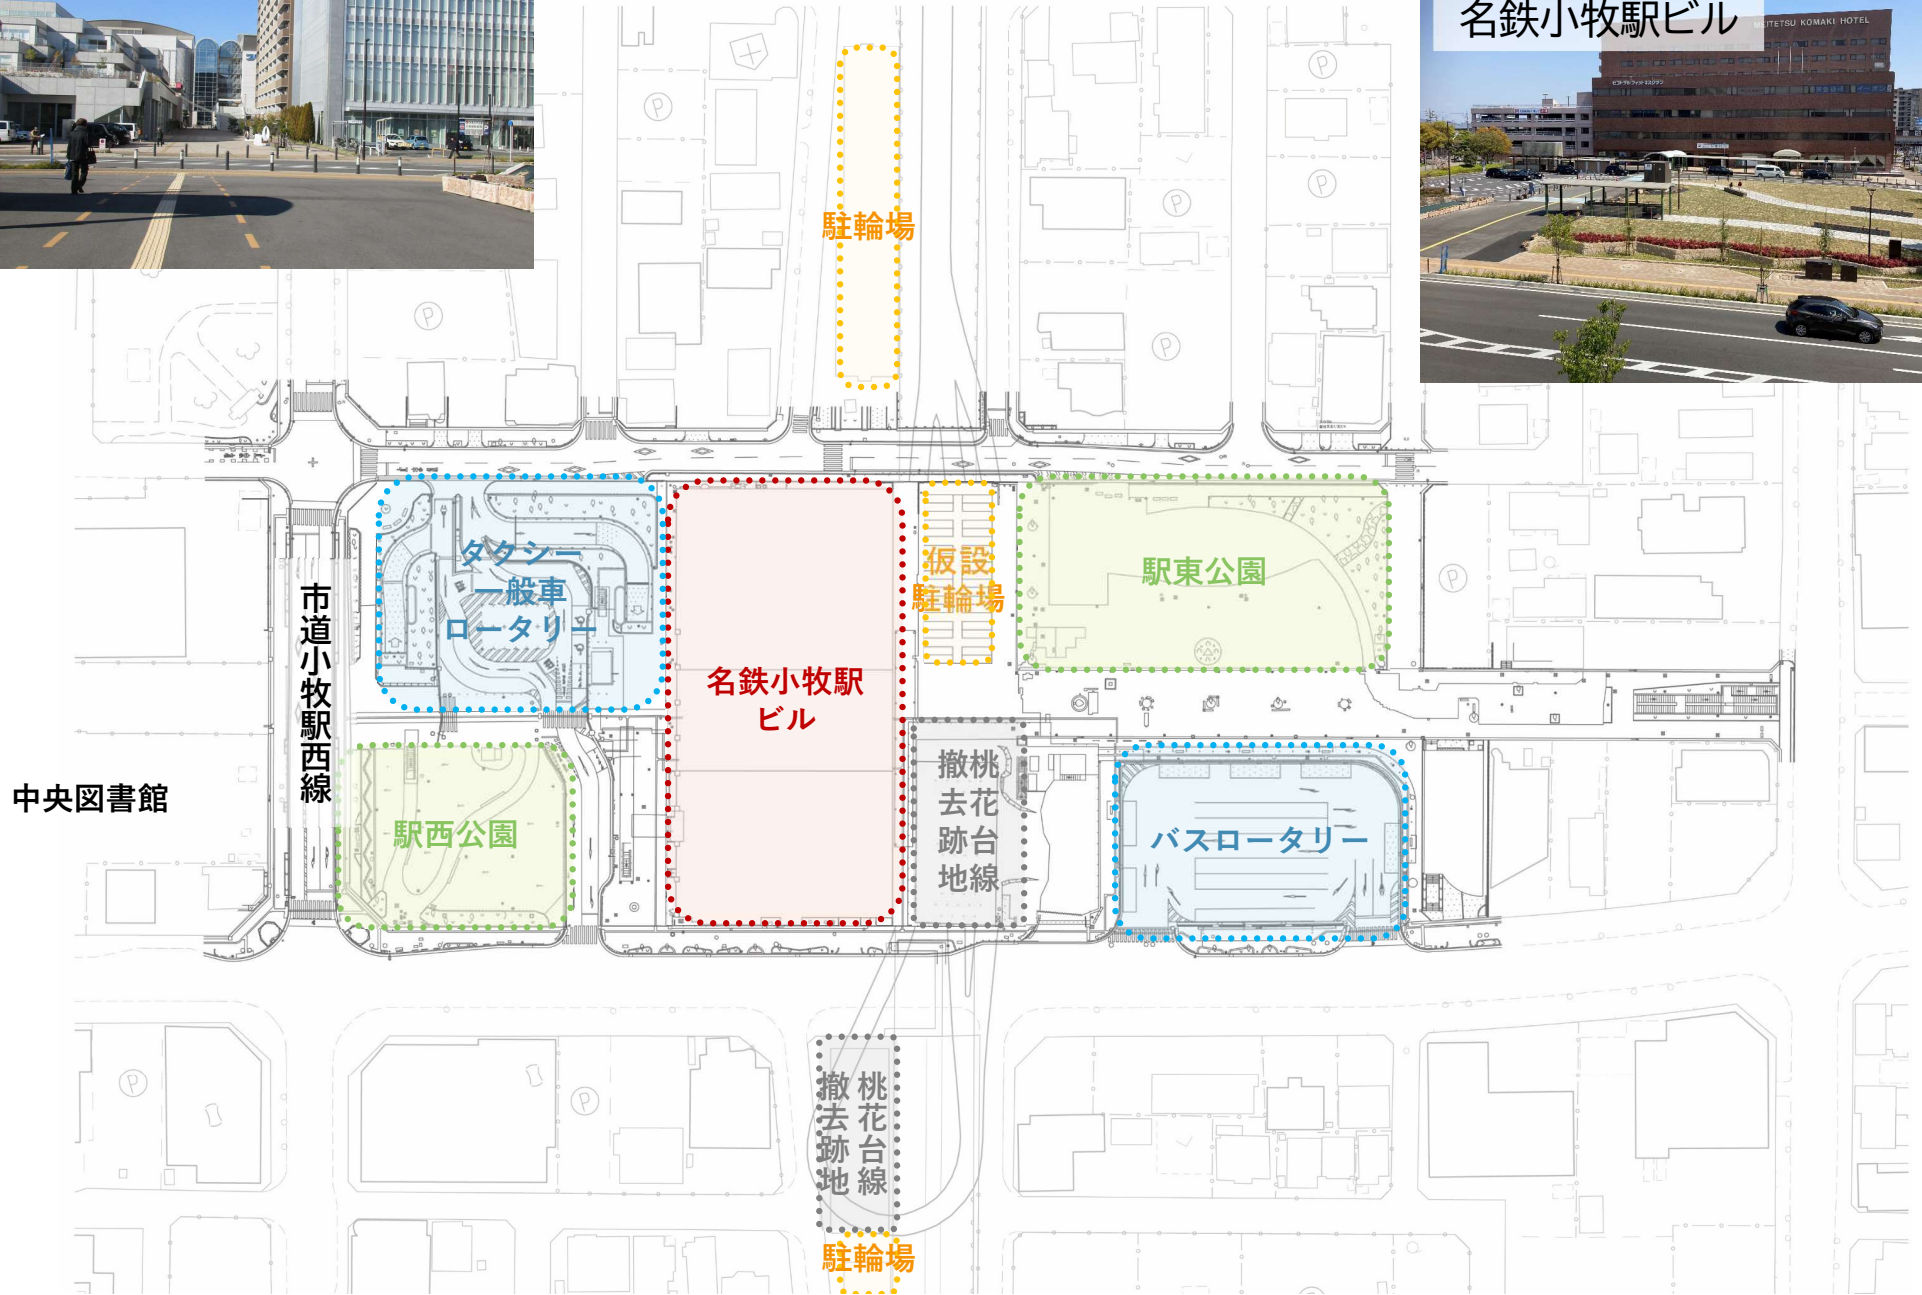 名鉄小牧駅ビル
MEITETSU KOMAKI HOTEL
駐輪場
タクシー
一般車
ロータリー
仮設
駐輪場
駅東公園
市道小牧駅西線
名鉄小牧駅
ビル
中央図書館
駅西公園
桃花台線
撤去跡地
バスロータリー
桃花台線
撤去跡地
駐輪場
P
P
P
P
P
P
P
P
P